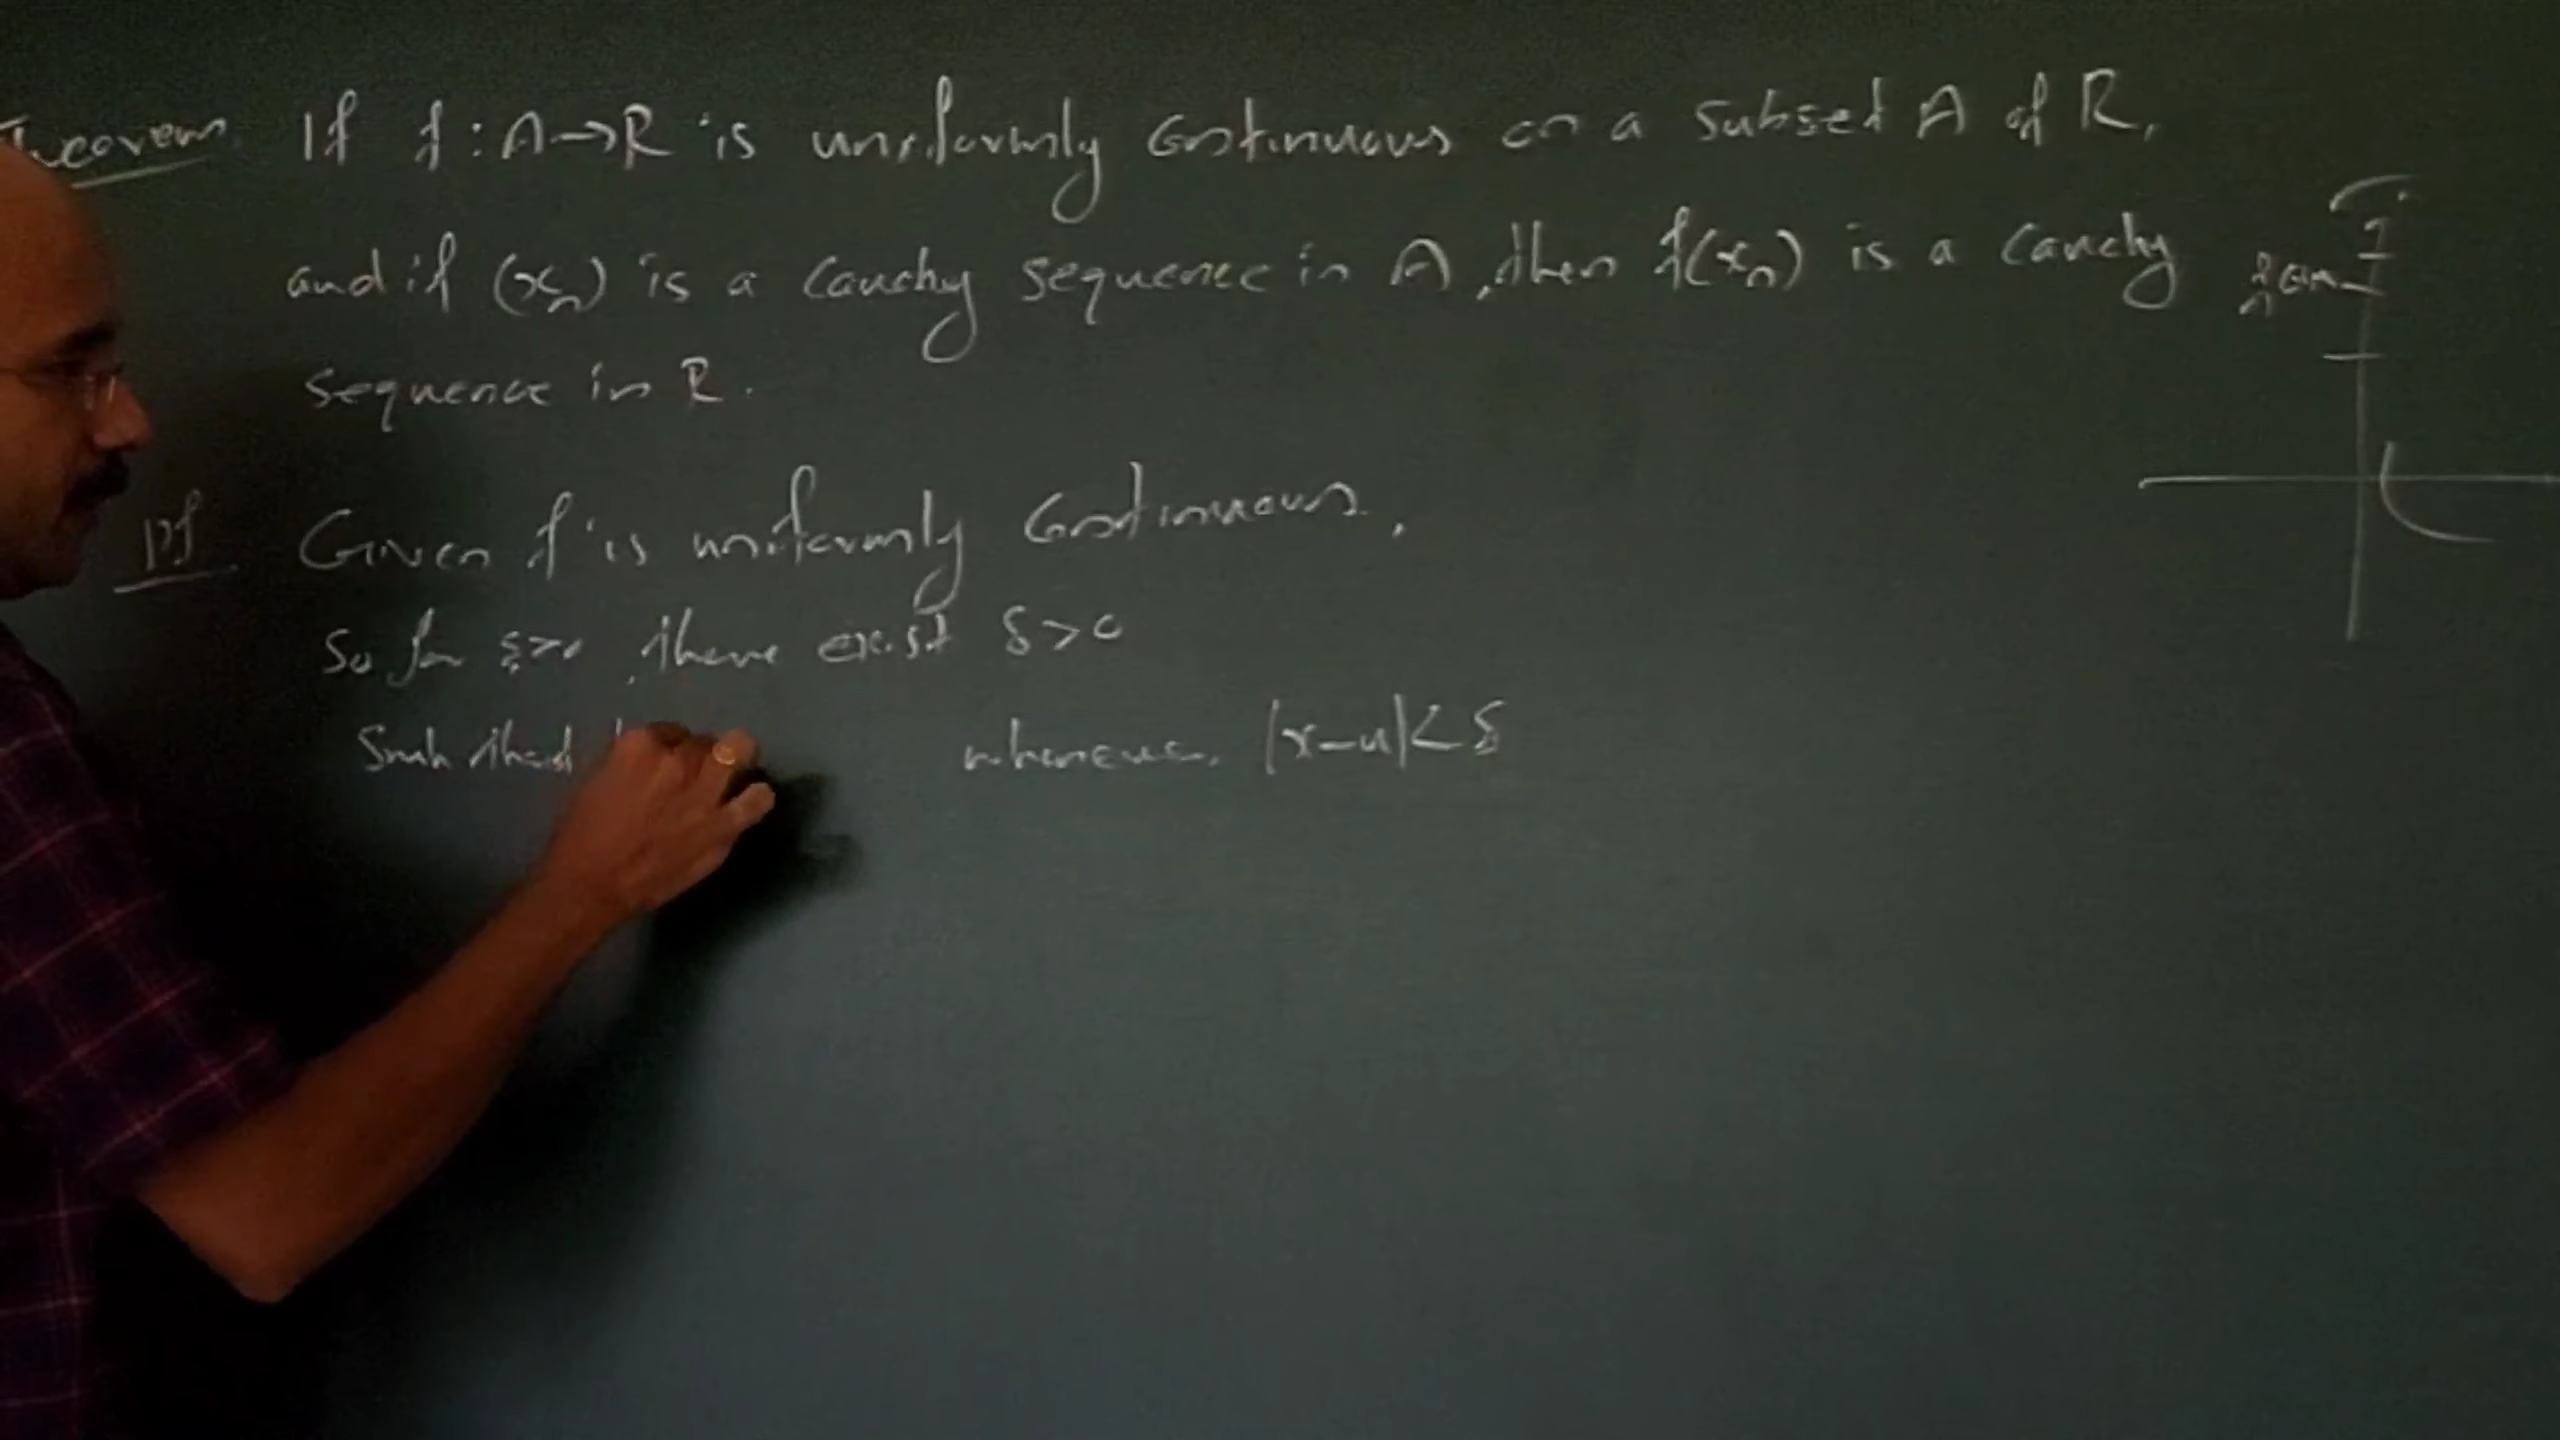 Theorem. If f : A→R is uniformly continuous on a subset A of R,
and if (xₙ) is a Cauchy sequence in A, then f(xₙ) is a Cauchy
sequence in R.
Pf Given f is uniformly continuous.
So for ε>0, there exist δ>0
Such that whenever |x-u|<δ